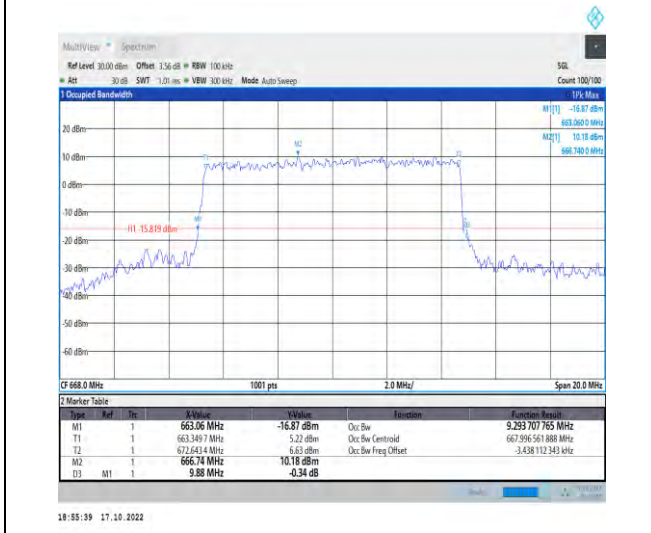 MultiView Spectrum
Ref Level 30.00 dBm Offset 3.56 dB RBW 100 kHz SGL
Att 30 dB SWT 1.01 ms VBW 300 kHz Mode Auto Sweep Count 100/100
1 Occupied Bandwidth 1Pk Max
M1[1] -16.87 dBm
663.060 0 MHz
M2[1] 10.18 dBm
666.740 0 MHz
20 dBm
10 dBm
0 dBm
-10 dBm
-20 dBm
-30 dBm
-40 dBm
-50 dBm
-60 dBm
T1
M2
T2
M1
H1 -15.819 dBm
CF 668.0 MHz 1001 pts 2.0 MHz/ Span 20.0 MHz
2 Marker Table
Type Ref Trc X-Value Y-Value Function Function Result
M1 1 663.06 MHz -16.87 dBm Occ Bw 9.293 707 765 MHz
T1 1 663.349 7 MHz 5.22 dBm Occ Bw Centroid 667.996 561 888 MHz
T2 1 672.643 4 MHz 6.63 dBm Occ Bw Freq Offset -3.438 112 343 kHz
M2 1 666.74 MHz 10.18 dBm
D3 M1 1 9.88 MHz -0.34 dB
18:55:39 17.10.2022